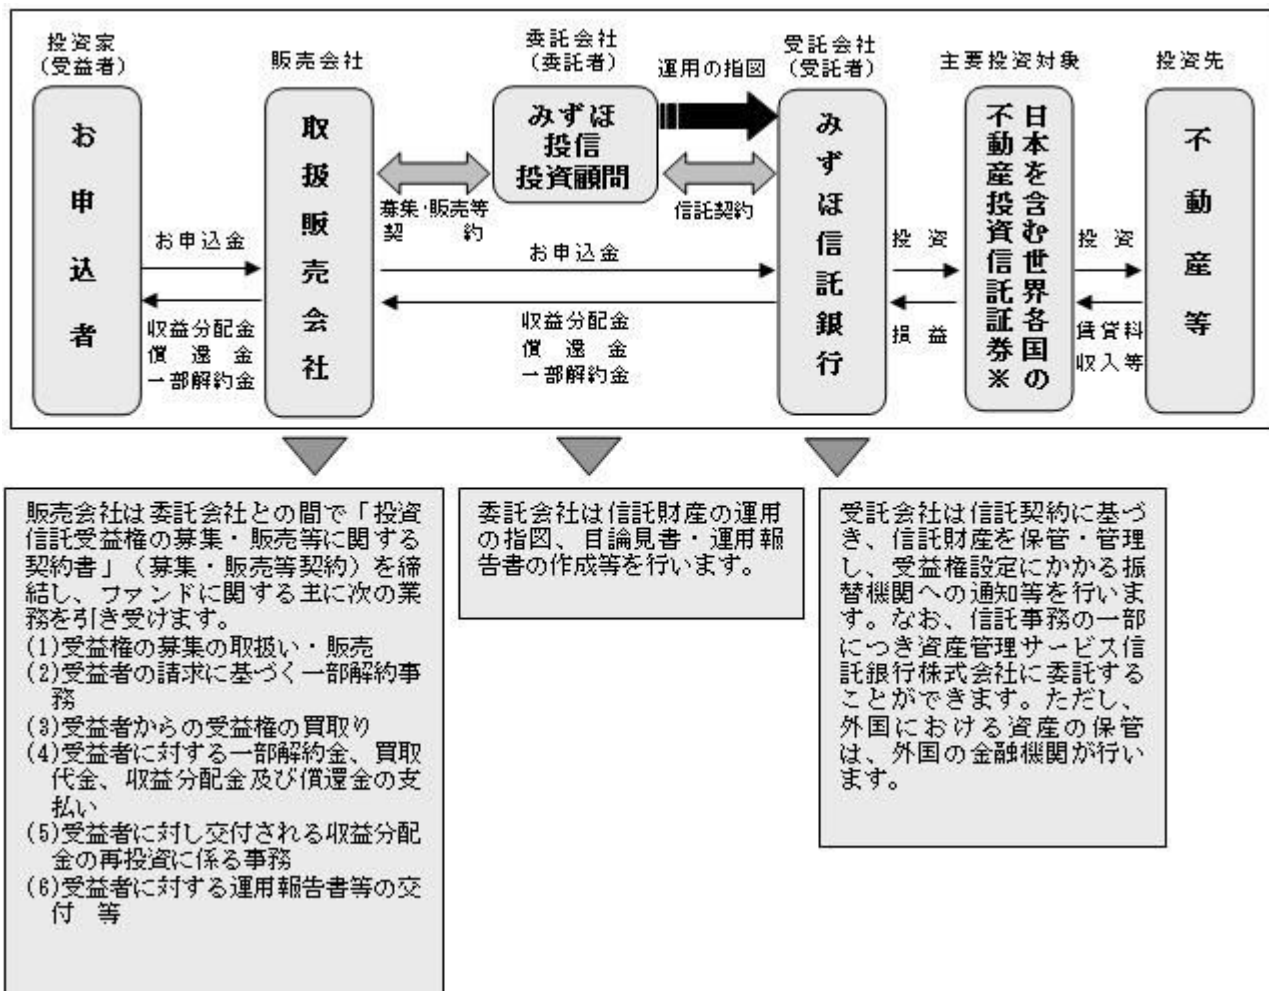 投資家
(受益者)
お申込者
販売会社
取扱販売会社
委託会社
(委託者)
みずほ
投信
投資顧問
運用の指図
受託会社
(受託者)
みずほ信託銀行
主要投資対象
日本を含む世界各国の
不動産投資信託証券※
投資先
不動産等
募集・販売等
契約
信託契約
お申込金
収益分配金
償還金
一部解約金
お申込金
収益分配金
償還金
一部解約金
投資
損益
投資
賃貸料
収入等
販売会社は委託会社との間で「投資
信託受益権の募集・販売等に関する
契約書」(募集・販売等契約)を締
結し、ファンドに関する主に次の業
務を引き受けます。
(1)受益権の募集の取扱い・販売
(2)受益者の請求に基づく一部解約事
務
(3)受益者からの受益権の買取り
(4)受益者に対する一部解約金、買取
代金、収益分配金及び償還金の支
払い
(5)受益者に対し交付される収益分配
金の再投資に係る事務
(6)受益者に対する運用報告書等の交
付 等
委託会社は信託財産の運用
の指図、目論見書・運用報
告書の作成等を行います。
受託会社は信託契約に基づ
き、信託財産を保管・管理
し、受益権設定にかかる振
替機関への通知等を行いま
す。なお、信託事務の一部
につき資産管理サービス信
託銀行株式会社に委託する
ことができます。ただし、
外国における資産の保管
は、外国の金融機関が行い
ます。